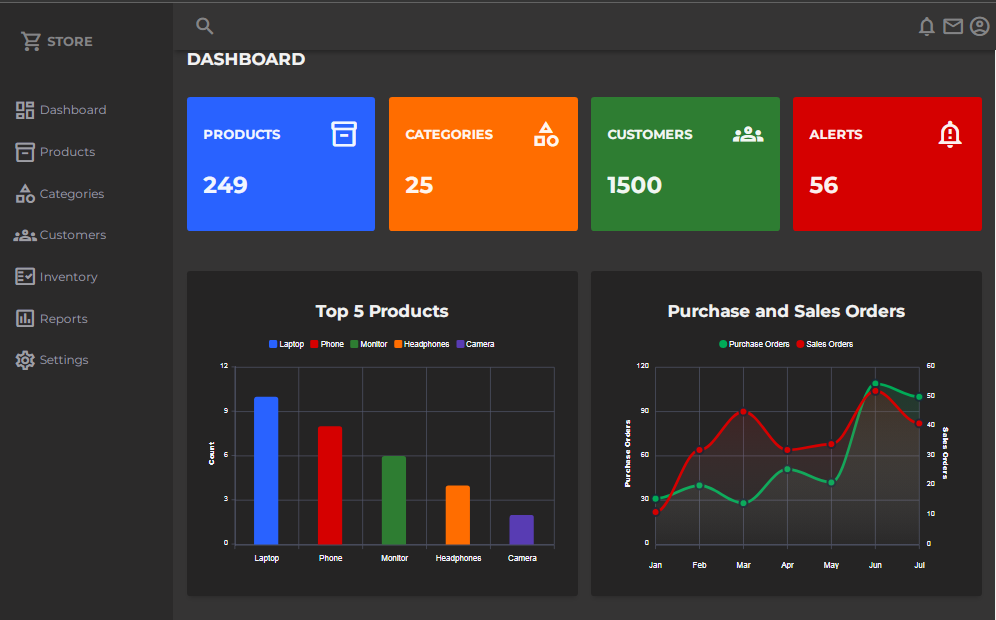 STORE
Dashboard
Products
Categories
Customers
Inventory
Reports
Settings
DASHBOARD
PRODUCTS
249
CATEGORIES
25
CUSTOMERS
1500
ALERTS
56
Top 5 Products
Laptop Phone Monitor Headphones Camera
12
9
6
3
0
Count
Laptop Phone Monitor Headphones Camera
Purchase and Sales Orders
Purchase Orders Sales Orders
120
90
60
30
0
Purchase Orders
60
50
40
30
20
10
0
Sales Orders
Jan Feb Mar Apr May Jun Jul